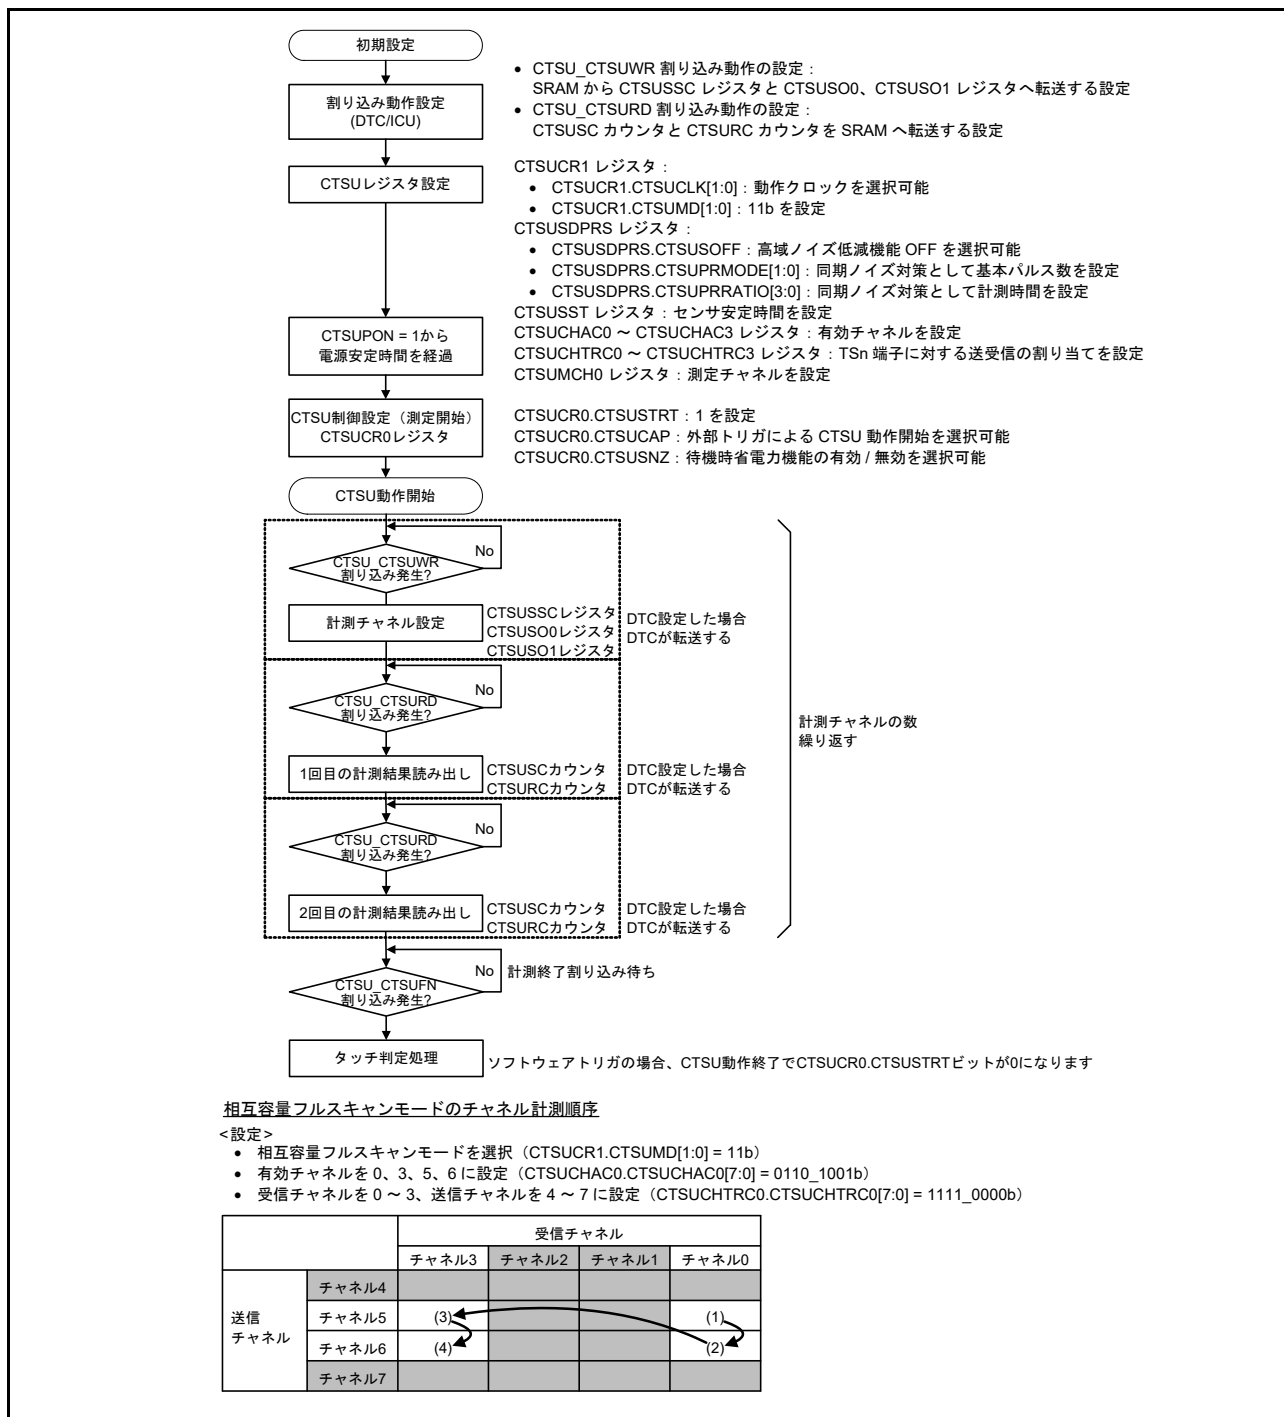 初期設定
割り込み動作設定
(DTC/ICU)
• CTSU_CTSUWR 割り込み動作の設定：
SRAM から CTSUSSC レジスタと CTSUSO0、CTSUSO1 レジスタへ転送する設定
• CTSU_CTSURD 割り込み動作の設定：
CTSUSC カウンタと CTSURC カウンタを SRAM へ転送する設定
CTSUレジスタ設定
CTSUCR1 レジスタ：
• CTSUCR1.CTSUCLK[1:0]：動作クロックを選択可能
• CTSUCR1.CTSUMD[1:0]：11b を設定
CTSUSDPRS レジスタ：
• CTSUSDPRS.CTSUSOFF：高域ノイズ低減機能 OFF を選択可能
• CTSUSDPRS.CTSUPRMODE[1:0]：同期ノイズ対策として基本パルス数を設定
• CTSUSDPRS.CTSUPRRATIO[3:0]：同期ノイズ対策として計測時間を設定
CTSUSST レジスタ：センサ安定時間を設定
CTSUCHAC0 ～ CTSUCHAC3 レジスタ：有効チャネルを設定
CTSUCHTRC0 ～ CTSUCHTRC3 レジスタ：TSn 端子に対する送受信の割り当てを設定
CTSUMCH0 レジスタ：測定チャネルを設定
CTSUPON = 1から
電源安定時間を経過
CTSU制御設定（測定開始）
CTSUCR0レジスタ
CTSUCR0.CTSUSTRT：1 を設定
CTSUCR0.CTSUCAP：外部トリガによる CTSU 動作開始を選択可能
CTSUCR0.CTSUSNZ：待機時省電力機能の有効 / 無効を選択可能
CTSU動作開始
CTSU_CTSUWR
割り込み発生?
No
計測チャネル設定
CTSUSSCレジスタ
CTSUSO0レジスタ
CTSUSO1レジスタ
DTC設定した場合
DTCが転送する
CTSU_CTSURD
割り込み発生?
No
1回目の計測結果読み出し
CTSUSCカウンタ
CTSURCカウンタ
DTC設定した場合
DTCが転送する
計測チャネルの数
繰り返す
CTSU_CTSURD
割り込み発生?
No
2回目の計測結果読み出し
CTSUSCカウンタ
CTSURCカウンタ
DTC設定した場合
DTCが転送する
CTSU_CTSUFN
割り込み発生?
No
計測終了割り込み待ち
タッチ判定処理
ソフトウェアトリガの場合、CTSU動作終了でCTSUCR0.CTSUSTRTビットが0になります
相互容量フルスキャンモードのチャネル計測順序
<設定>
• 相互容量フルスキャンモードを選択（CTSUCR1.CTSUMD[1:0] = 11b）
• 有効チャネルを 0、3、5、6 に設定（CTSUCHAC0.CTSUCHAC0[7:0] = 0110_1001b）
• 受信チャネルを 0 ～ 3、送信チャネルを 4 ～ 7 に設定（CTSUCHTRC0.CTSUCHTRC0[7:0] = 1111_0000b）
受信チャネル
チャネル3 チャネル2 チャネル1 チャネル0
送信
チャネル
チャネル4
チャネル5 (3) (1)
チャネル6 (4) (2)
チャネル7